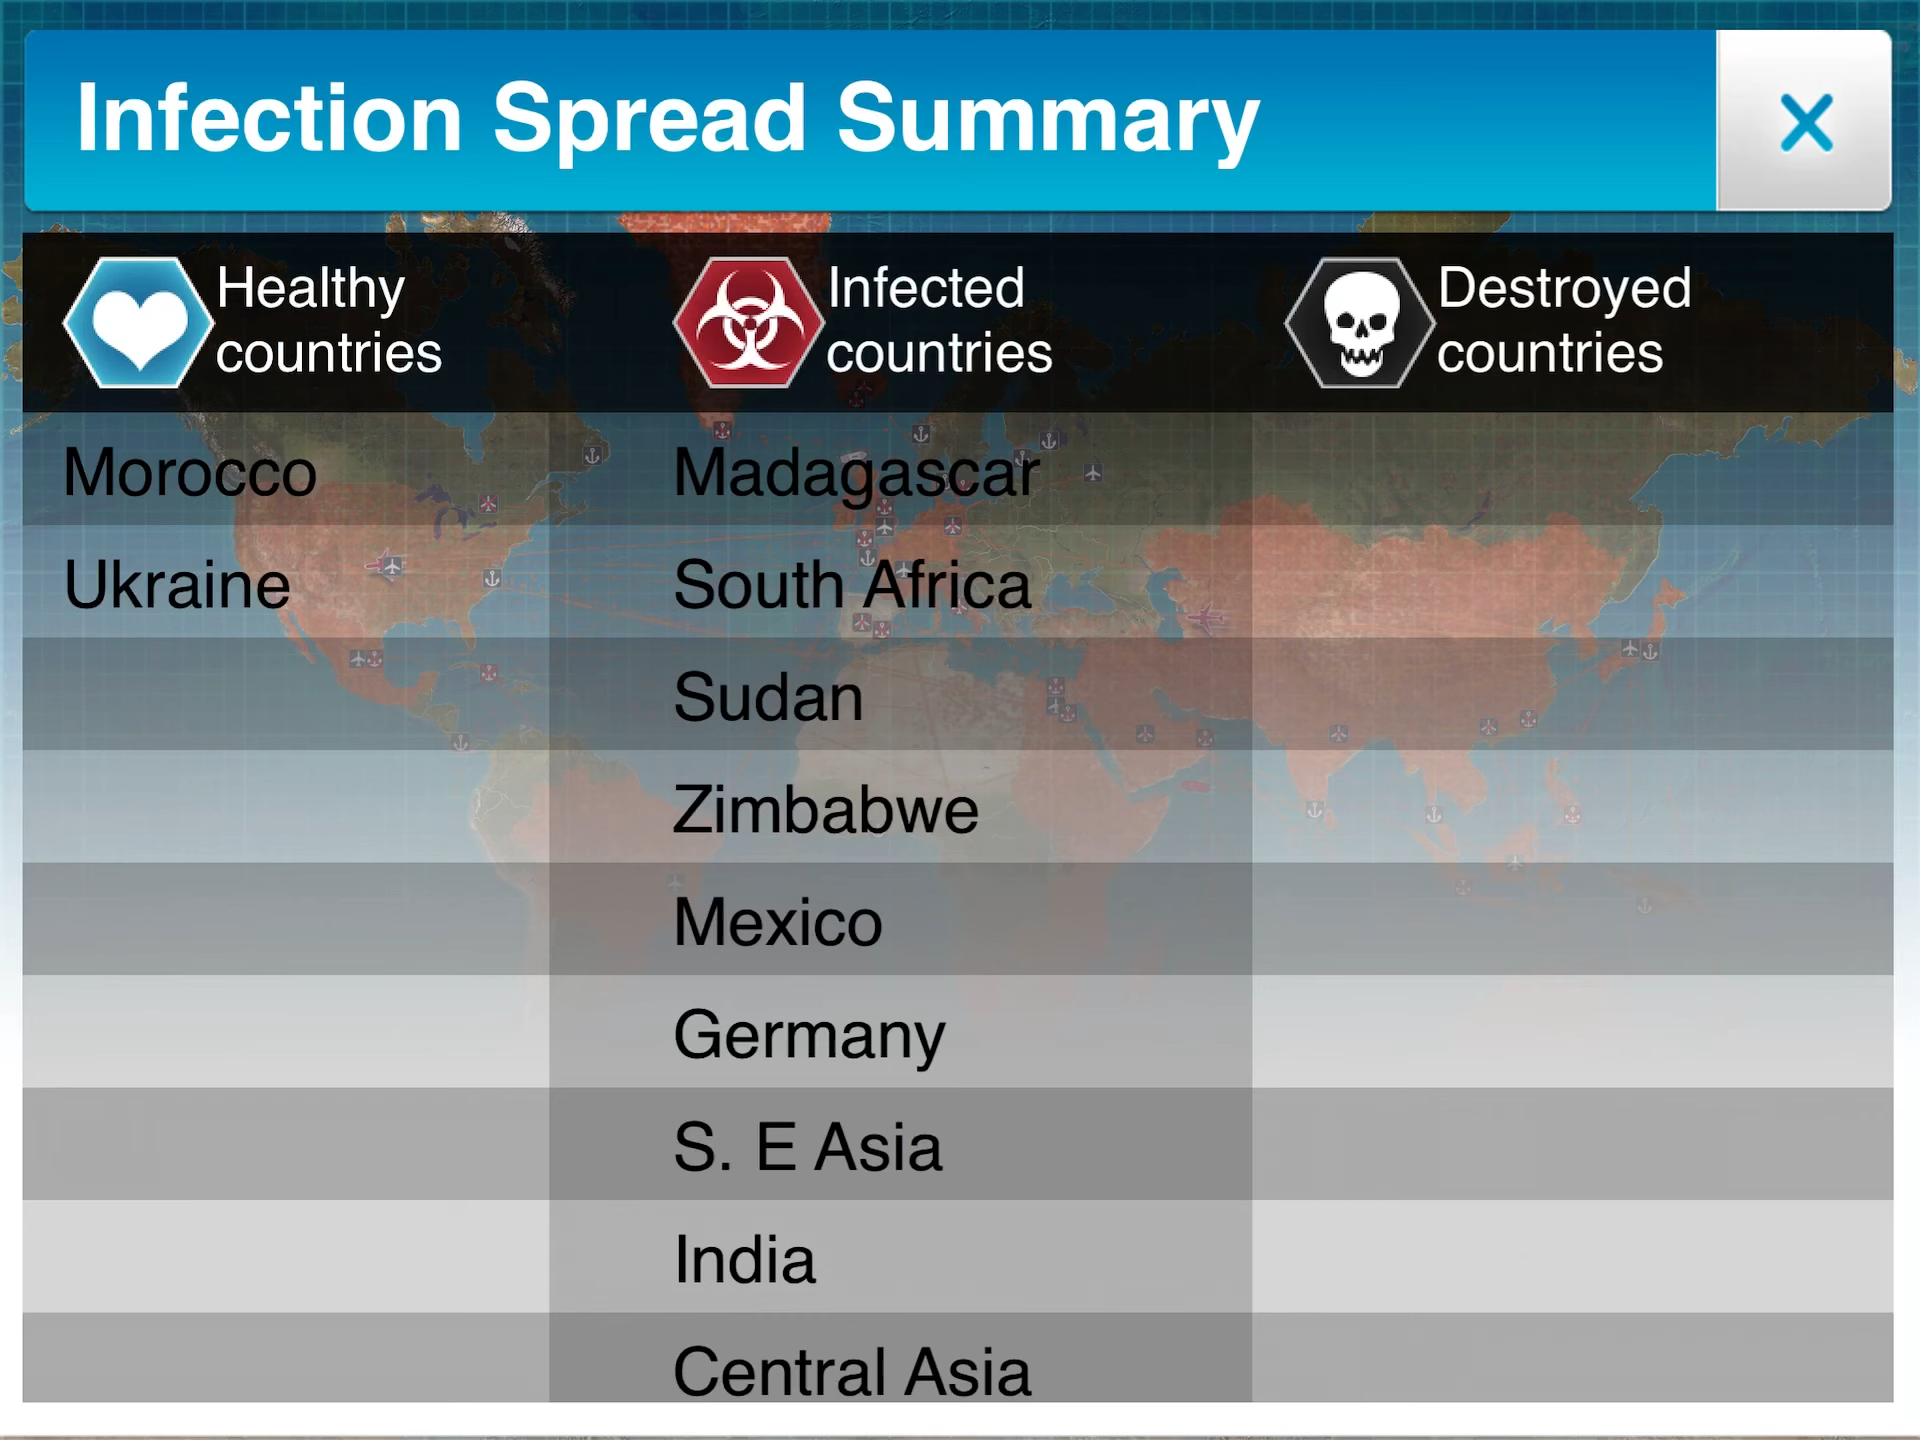 Infection Spread Summary
Healthy countries
Infected countries
Destroyed countries
Morocco
Madagascar
Ukraine
South Africa
Sudan
Zimbabwe
Mexico
Germany
S. E Asia
India
Central Asia